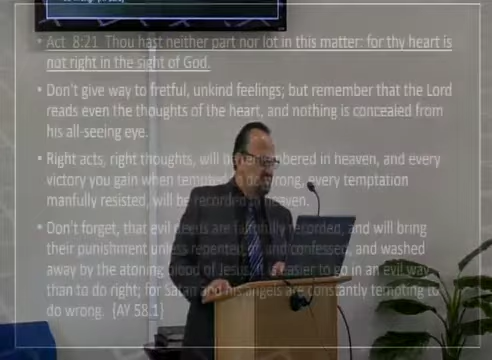 • Act 8:21 Thou hast neither part nor lot in this matter: for thy heart is
not right in the sight of God.
• Don't give way to fretful, unkind feelings; but remember that the Lord
reads even the thoughts of the heart, and nothing is concealed from
his all-seeing eye.
• Right acts, right thoughts, will be remembered in heaven, and every
victory you gain when tempted to do wrong, every temptation
manfully resisted, will be recorded in heaven.
• Don't forget, that evil deeds are faithfully recorded, and will bring
their punishment unless repented of, and confessed, and washed
away by the atoning blood of Jesus. It is easier to go in an evil way
than to do right; for Satan and his angels are constantly tempting to
do wrong. {AY 58.1}